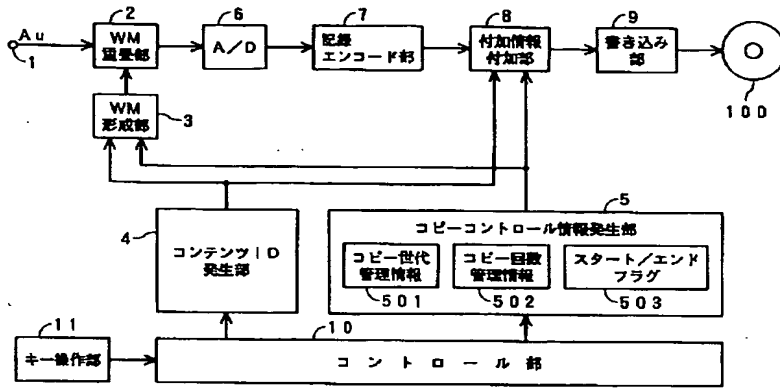 Au
1
2
WM
重畳部
6
A/D
7
記録
エンコード部
8
付加情報
付加部
9
書き込み
部
100
WM
形成部
3
4
コンテンツID
発生部
5
コピーコントロール情報発生部
コピー世代
管理情報
501
コピー回数
管理情報
502
スタート/エンド
フラグ
503
11
キー操作部
10
コントロール部